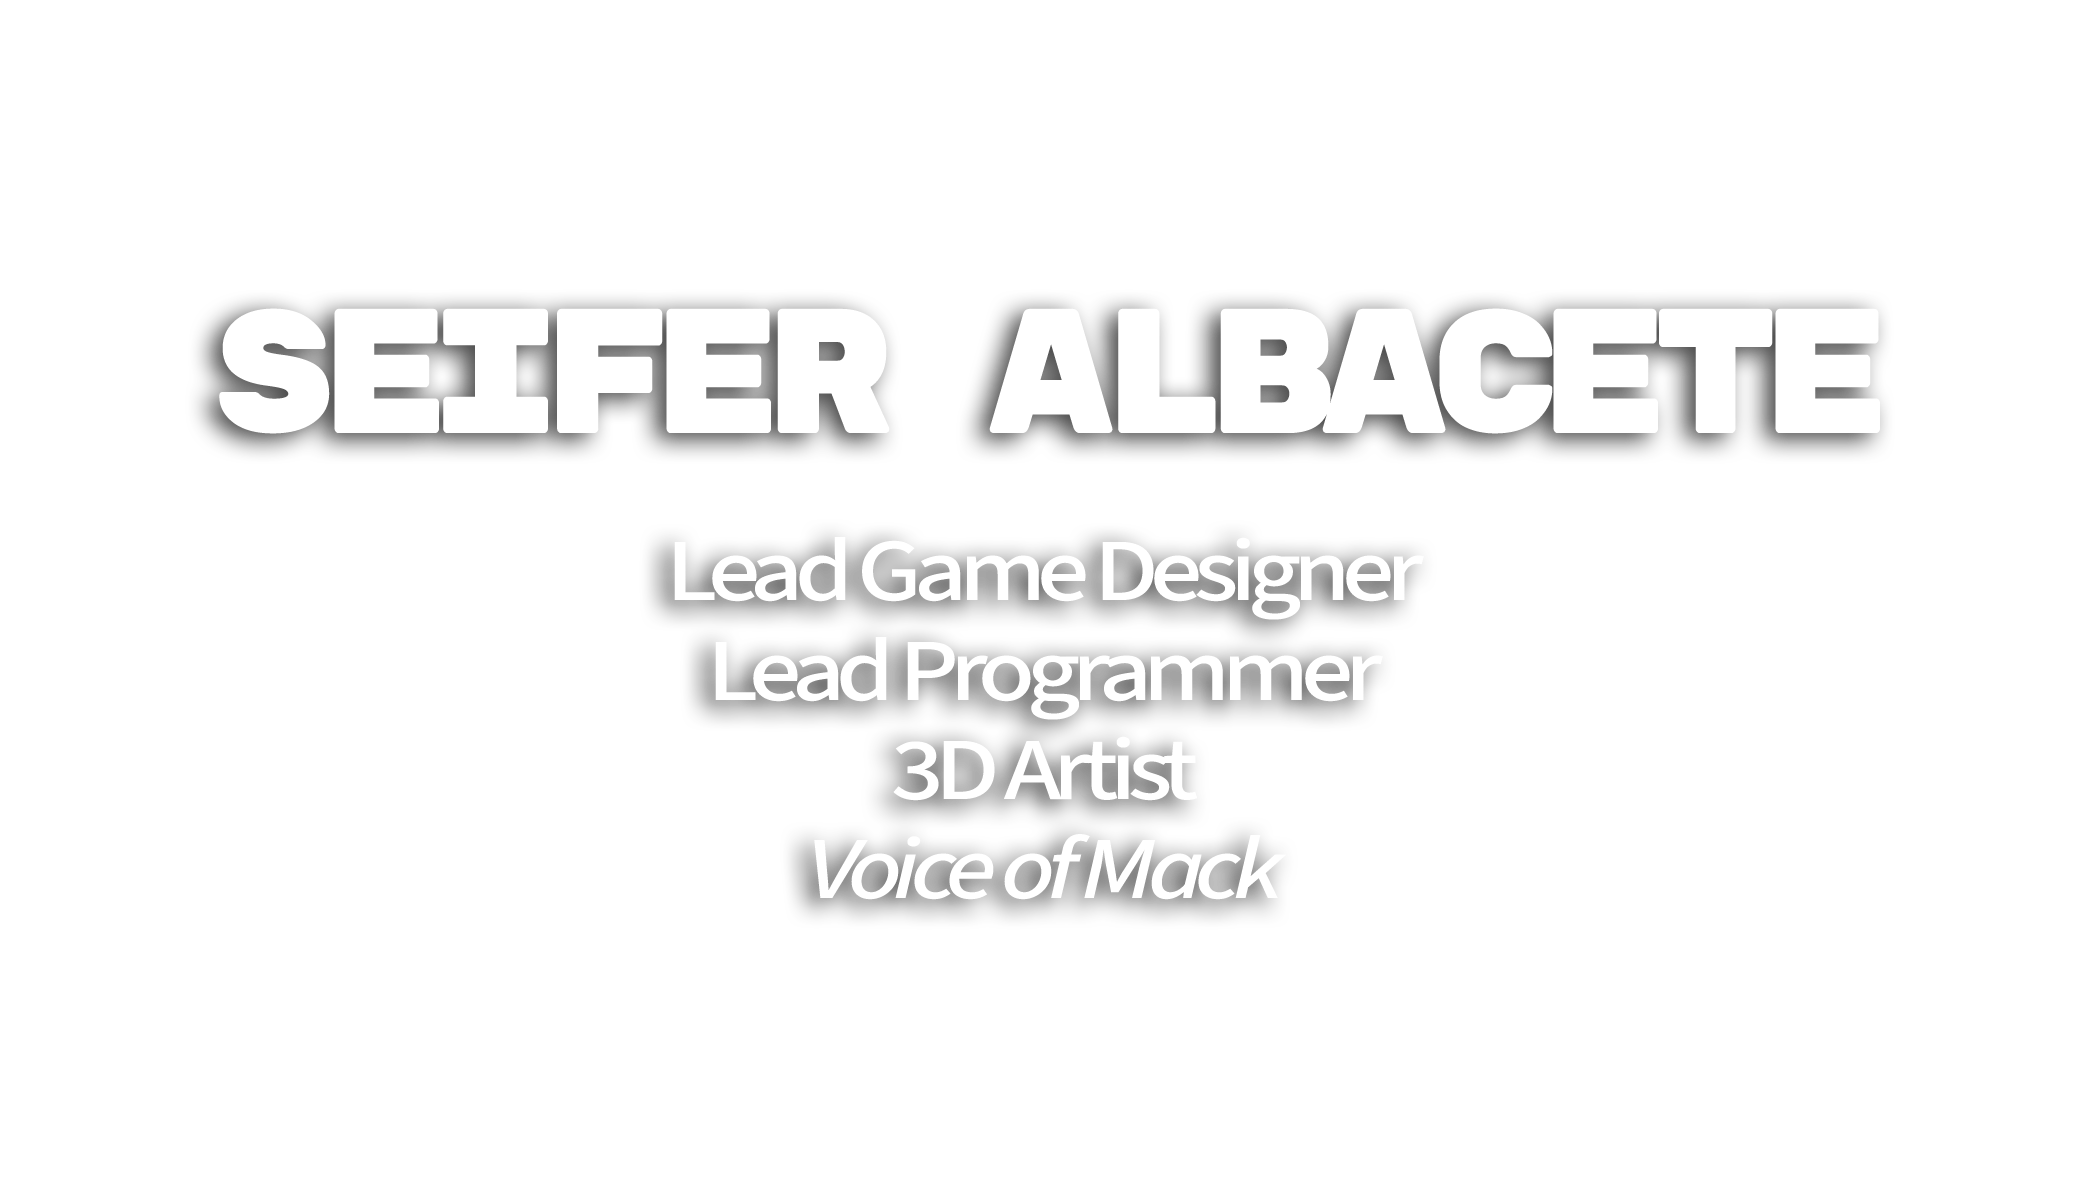 SEIFER ALBACETE
Lead Game Designer
Lead Programmer
3D Artist
Voice of Mack